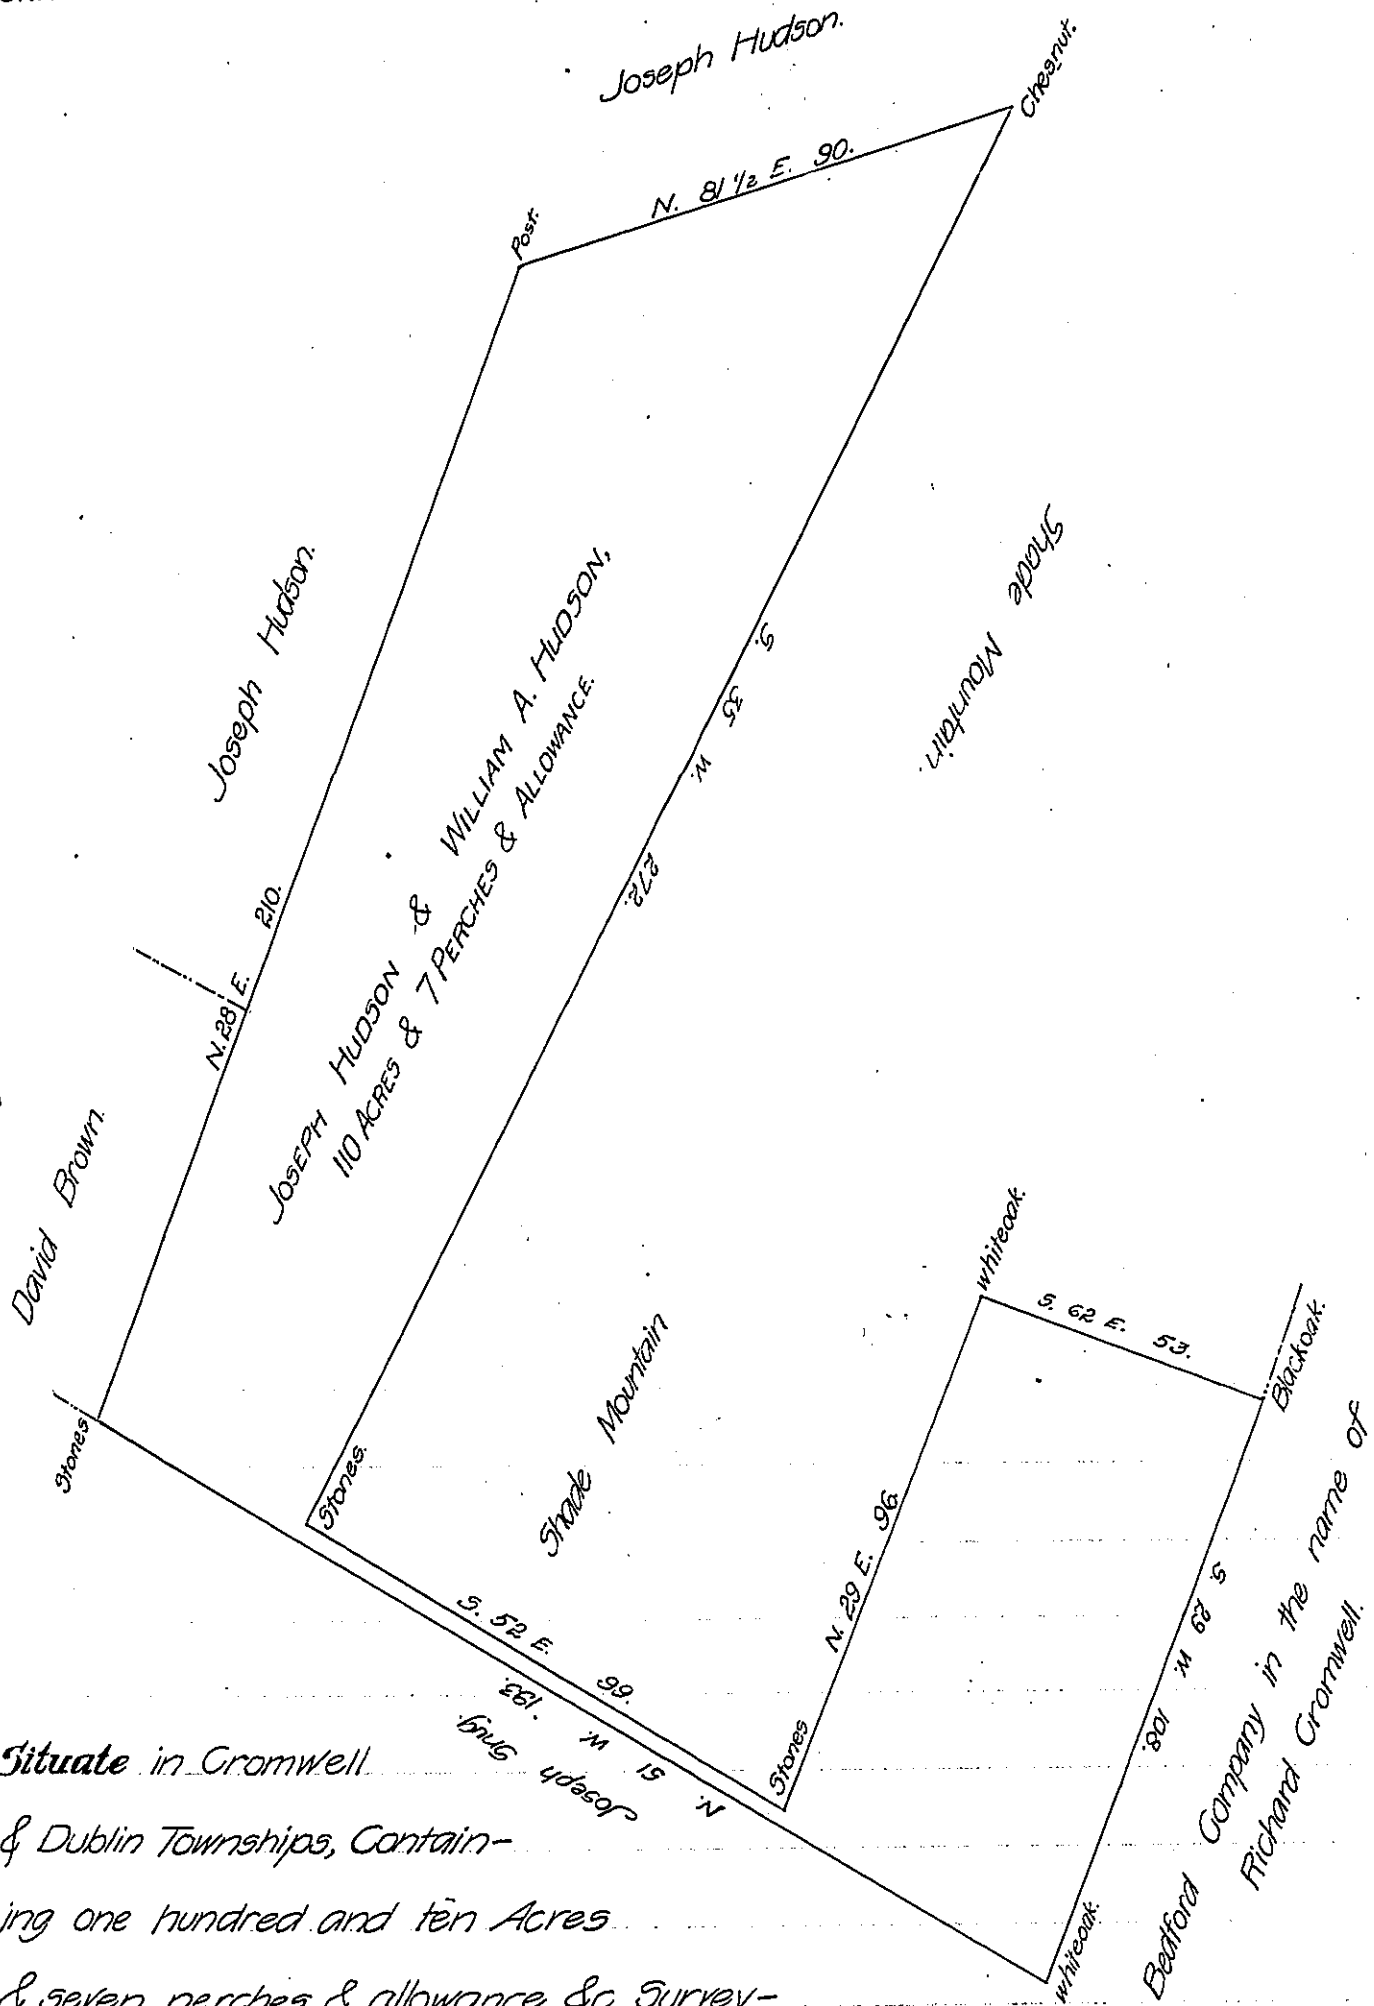 Joseph Hudson.
Chesnut.
N. 81 1/2 E. 90.
Post.
Joseph Hudson.
Shade Mountain.
S. 35 W. 272.
JOSEPH HUDSON & WILLIAM A. HUDSON,
110 ACRES & 7 PERCHES & ALLOWANCE.
N. 28 E. 210.
David Brown.
Stones
Stones.
Shade Mountain
whiteoak.
S. 62 E. 53.
Blackoak.
N. 29 E. 96.
S. 52 E. 99.
N. 51 W. 193.
Joseph Snug.
Stones
S. 29 W. 108.
whiteoak.
Bedford Company in the name of
Richard Cromwell.
Situate in Cromwell
& Dublin Townships, Contain-
ing one hundred and ten Acres
& seven perches & allowance &c Survey-